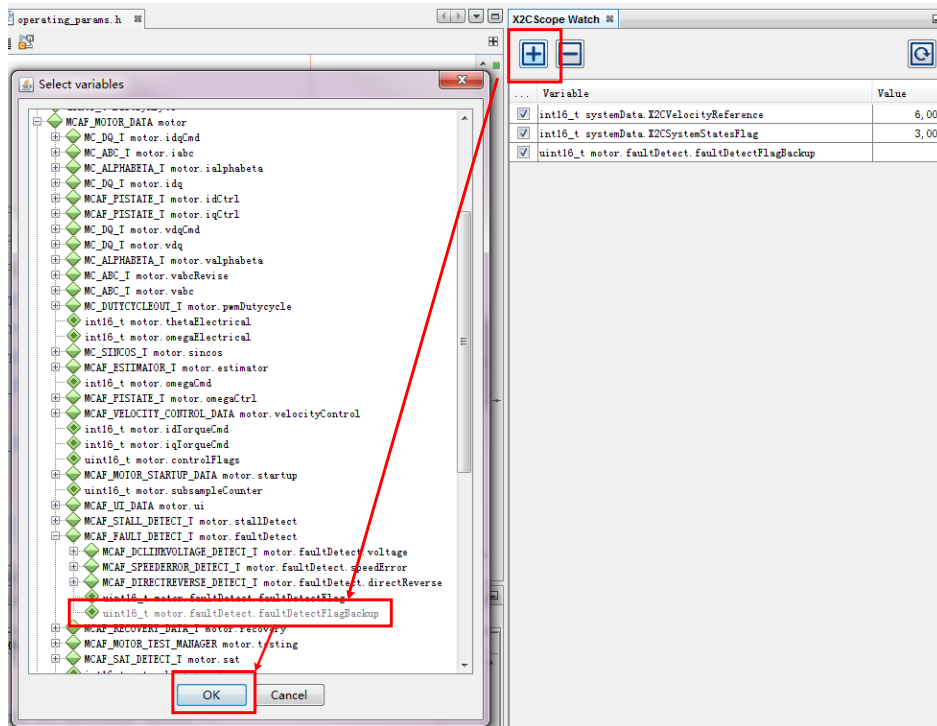 operating_params.h
X2CScope Watch
Select variables
... Variable Value
int16_t systemData.X2CVelocityReference 6,00
int16_t systemData.X2CSystemStatesFlag 3,00
uint16_t motor.faultDetect.faultDetectFlagBackup
MCAF_MOTOR_DATA motor
MC_DQ_T motor.idqCmd
MC_ABC_T motor.iabc
MC_ALPHABETA_T motor.ialphabeta
MC_DQ_T motor.idq
MCAF_PISTATE_T motor.idCtrl
MCAF_PISTATE_T motor.iqCtrl
MC_DQ_T motor.vdqCmd
MC_DQ_T motor.vdq
MC_ALPHABETA_T motor.valphabeta
MC_ABC_T motor.vabcRevise
MC_ABC_T motor.vabc
MC_DUTYCYCLEOUT_T motor.pwmDutycycle
int16_t motor.thetaElectrical
int16_t motor.omegaElectrical
MC_SINCOS_T motor.sincos
MCAF_ESTIMATOR_T motor.estimator
int16_t motor.omegaCmd
MCAF_PISTATE_T motor.omegaCtrl
MCAF_VELOCITY_CONTROL_DATA motor.velocityControl
int16_t motor.idTorqueCmd
int16_t motor.iqTorqueCmd
uint16_t motor.controlFlags
MCAF_MOTOR_STARTUP_DATA motor.startup
uint16_t motor.subsampleCounter
MCAF_UI_DATA motor.ui
MCAF_STALL_DETECT_T motor.stallDetect
MCAF_FAULT_DETECT_T motor.faultDetect
MCAF_DCLINKVOLTAGE_DETECT_T motor.faultDetect.voltage
MCAF_SPEEDERROR_DETECT_T motor.faultDetect.speedError
MCAF_DIRECTREVERSE_DETECT_T motor.faultDetect.directReverse
uint16_t motor.faultDetect.faultDetectFlag
uint16_t motor.faultDetect.faultDetectFlagBackup
MCAF_RECOVERY_DATA_T motor.recovery
MCAF_MOTOR_TEST_MANAGER motor.testing
MCAF_SAT_DETECT_T motor.sat
OK Cancel